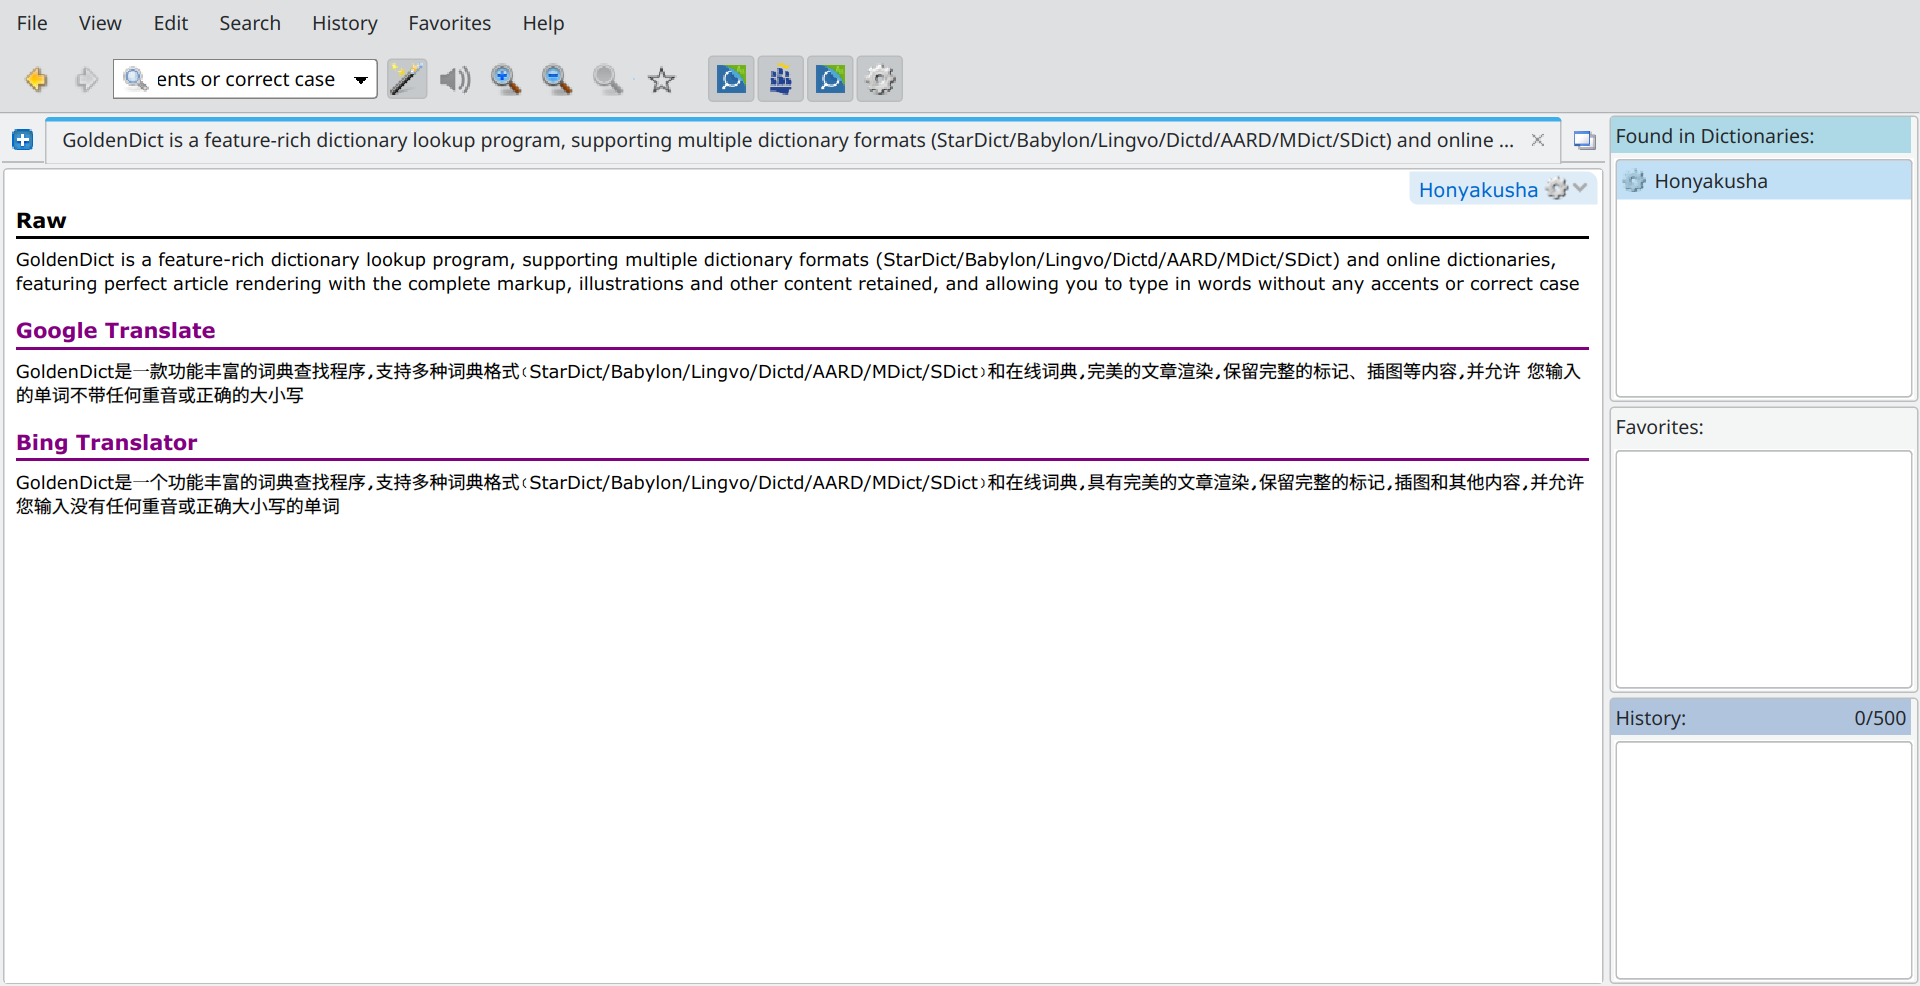 File View Edit Search History Favorites Help
ents or correct case
GoldenDict is a feature-rich dictionary lookup program, supporting multiple dictionary formats (StarDict/Babylon/Lingvo/Dictd/AARD/MDict/SDict) and online ...
Honyakusha
Raw
GoldenDict is a feature-rich dictionary lookup program, supporting multiple dictionary formats (StarDict/Babylon/Lingvo/Dictd/AARD/MDict/SDict) and online dictionaries,
featuring perfect article rendering with the complete markup, illustrations and other content retained, and allowing you to type in words without any accents or correct case
Google Translate
GoldenDict是一款功能丰富的词典查找程序,支持多种词典格式(StarDict/Babylon/Lingvo/Dictd/AARD/MDict/SDict)和在线词典,完美的文章渲染,保留完整的标记、插图等内容,并允许 您输入
的单词不带任何重音或正确的大小写
Bing Translator
GoldenDict是一个功能丰富的词典查找程序,支持多种词典格式(StarDict/Babylon/Lingvo/Dictd/AARD/MDict/SDict)和在线词典,具有完美的文章渲染,保留完整的标记,插图和其他内容,并允许
您输入没有任何重音或正确大小写的单词
Found in Dictionaries:
Honyakusha
Favorites:
History: 0/500